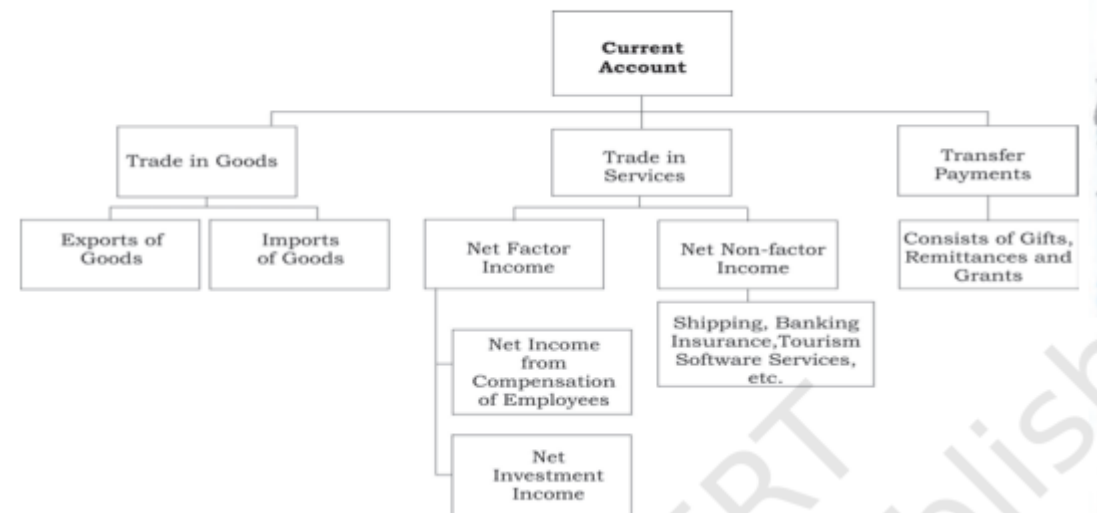 Current
Account
Trade in Goods
Trade in
Services
Transfer
Payments
Exports of
Goods
Imports
of Goods
Net Factor
Income
Net Non-factor
Income
Consists of Gifts,
Remittances and
Grants
Shipping, Banking
Insurance,Tourism
Software Services,
etc.
Net Income
from
Compensation
of Employees
Net
Investment
Income